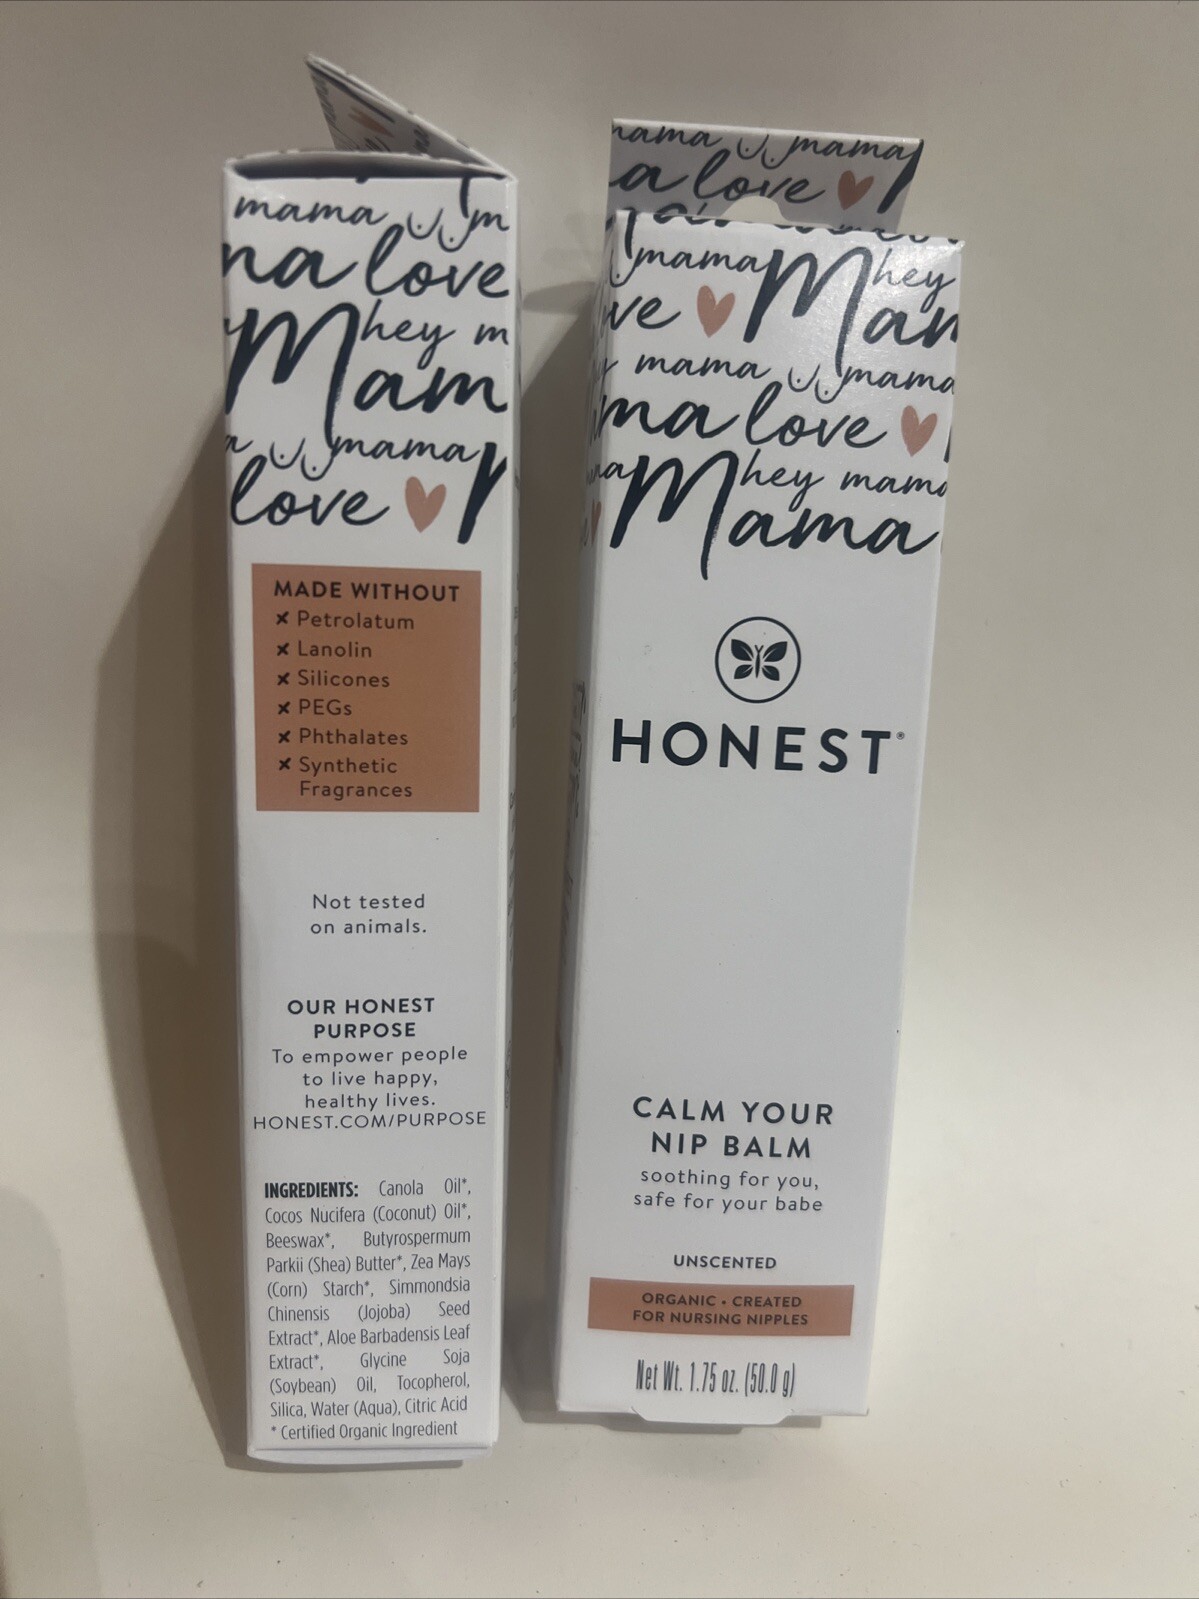 mama m
na love
hey m
Mam
a mama
love
MADE WITHOUT
× Petrolatum
× Lanolin
× Silicones
× PEGs
× Phthalates
× Synthetic
Fragrances
Not tested
on animals.
OUR HONEST
PURPOSE
To empower people
to live happy,
healthy lives.
HONEST.COM/PURPOSE
INGREDIENTS: Canola Oil*,
Cocos Nucifera (Coconut) Oil*,
Beeswax*, Butyrospermum
Parkii (Shea) Butter*, Zea Mays
(Corn) Starch*, Simmondsia
Chinensis (Jojoba) Seed
Extract*, Aloe Barbadensis Leaf
Extract*, Glycine Soja
(Soybean) Oil, Tocopherol,
Silica, Water (Aqua), Citric Acid
* Certified Organic Ingredient
mama mama
a love
mama hey
ve Mam
mama mama
ma love
hey mama
Mama
HONEST®
CALM YOUR
NIP BALM
soothing for you,
safe for your babe
UNSCENTED
ORGANIC • CREATED
FOR NURSING NIPPLES
Net Wt. 1.75 oz. (50.0 g)